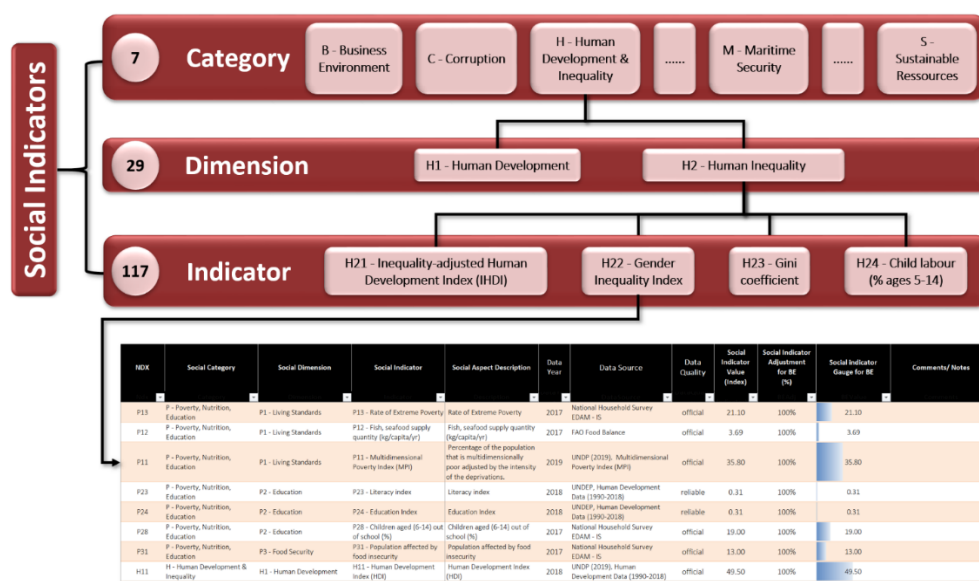 Social Indicators
7
Category
B - Business
Environment
C - Corruption
H - Human
Development &
Inequality
......
M - Maritime
Security
......
S -
Sustainable
Ressources
29
Dimension
H1 - Human Development
H2 - Human Inequality
117
Indicator
H21 - Inequality-adjusted Human
Development Index (IHDI)
H22 - Gender
Inequality Index
H23 - Gini
coefficient
H24 - Child labour
(% ages 5-14)
NDX
Social Category
Social Dimension
Social Indicator
Social Aspect Description
Data
Year
Data Source
Data
Quality
Social
Indicator
Value
(Index)
Social Indicator
Adjustment
for BE
(%)
Social Indicator
Gauge for BE
Comments/ Notes
P13
P - Poverty, Nutrition,
Education
P1 - Living Standards
P13 - Rate of Extreme Poverty
Rate of Extreme Poverty
2017
National Household Survey
EDAM - IS
official
21.10
100%
21.10
P12
P - Poverty, Nutrition,
Education
P1 - Living Standards
P12 - Fish, seafood supply
quantity (kg/capita/yr)
Fish, seafood supply quantity
(kg/capita/yr)
2017
FAO Food Balance
official
3.69
100%
3.69
P11
P - Poverty, Nutrition,
Education
P1 - Living Standards
P11 - Multidimensional
Poverty Index (MPI)
Percentage of the population
that is multidimensionally
poor adjusted by the intensity
of the deprivations.
2019
UNDP (2019). Multidimensional
Poverty Index (MPI)
official
35.80
100%
35.80
P23
P - Poverty, Nutrition,
Education
P2 - Education
P23 - Literacy index
Literacy index
2018
UNDEP, Human Development
Data (1990-2018)
reliable
0.31
100%
0.31
P24
P - Poverty, Nutrition,
Education
P2 - Education
P24 - Education Index
Education Index
2018
UNDEP, Human Development
Data (1990-2018)
reliable
0.31
100%
0.31
P28
P - Poverty, Nutrition,
Education
P2 - Education
P28 - Children aged (6-14) out
of school (%)
Children aged (6-14) out of
school (%)
2017
National Household Survey
EDAM - IS
official
19.00
100%
19.00
P31
P - Poverty, Nutrition,
Education
P3 - Food Security
P31 - Population affected by
food insecurity
Population affected by food
insecurity
2017
National Household Survey
EDAM - IS
official
13.00
100%
13.00
H11
H - Human Development &
Inequality
H1 - Human Development
H11 - Human Development
Index (HDI)
Human Development Index
(HDI)
2018
UNDP (2019). Human
Development Data (1990-2018)
official
49.50
100%
49.50